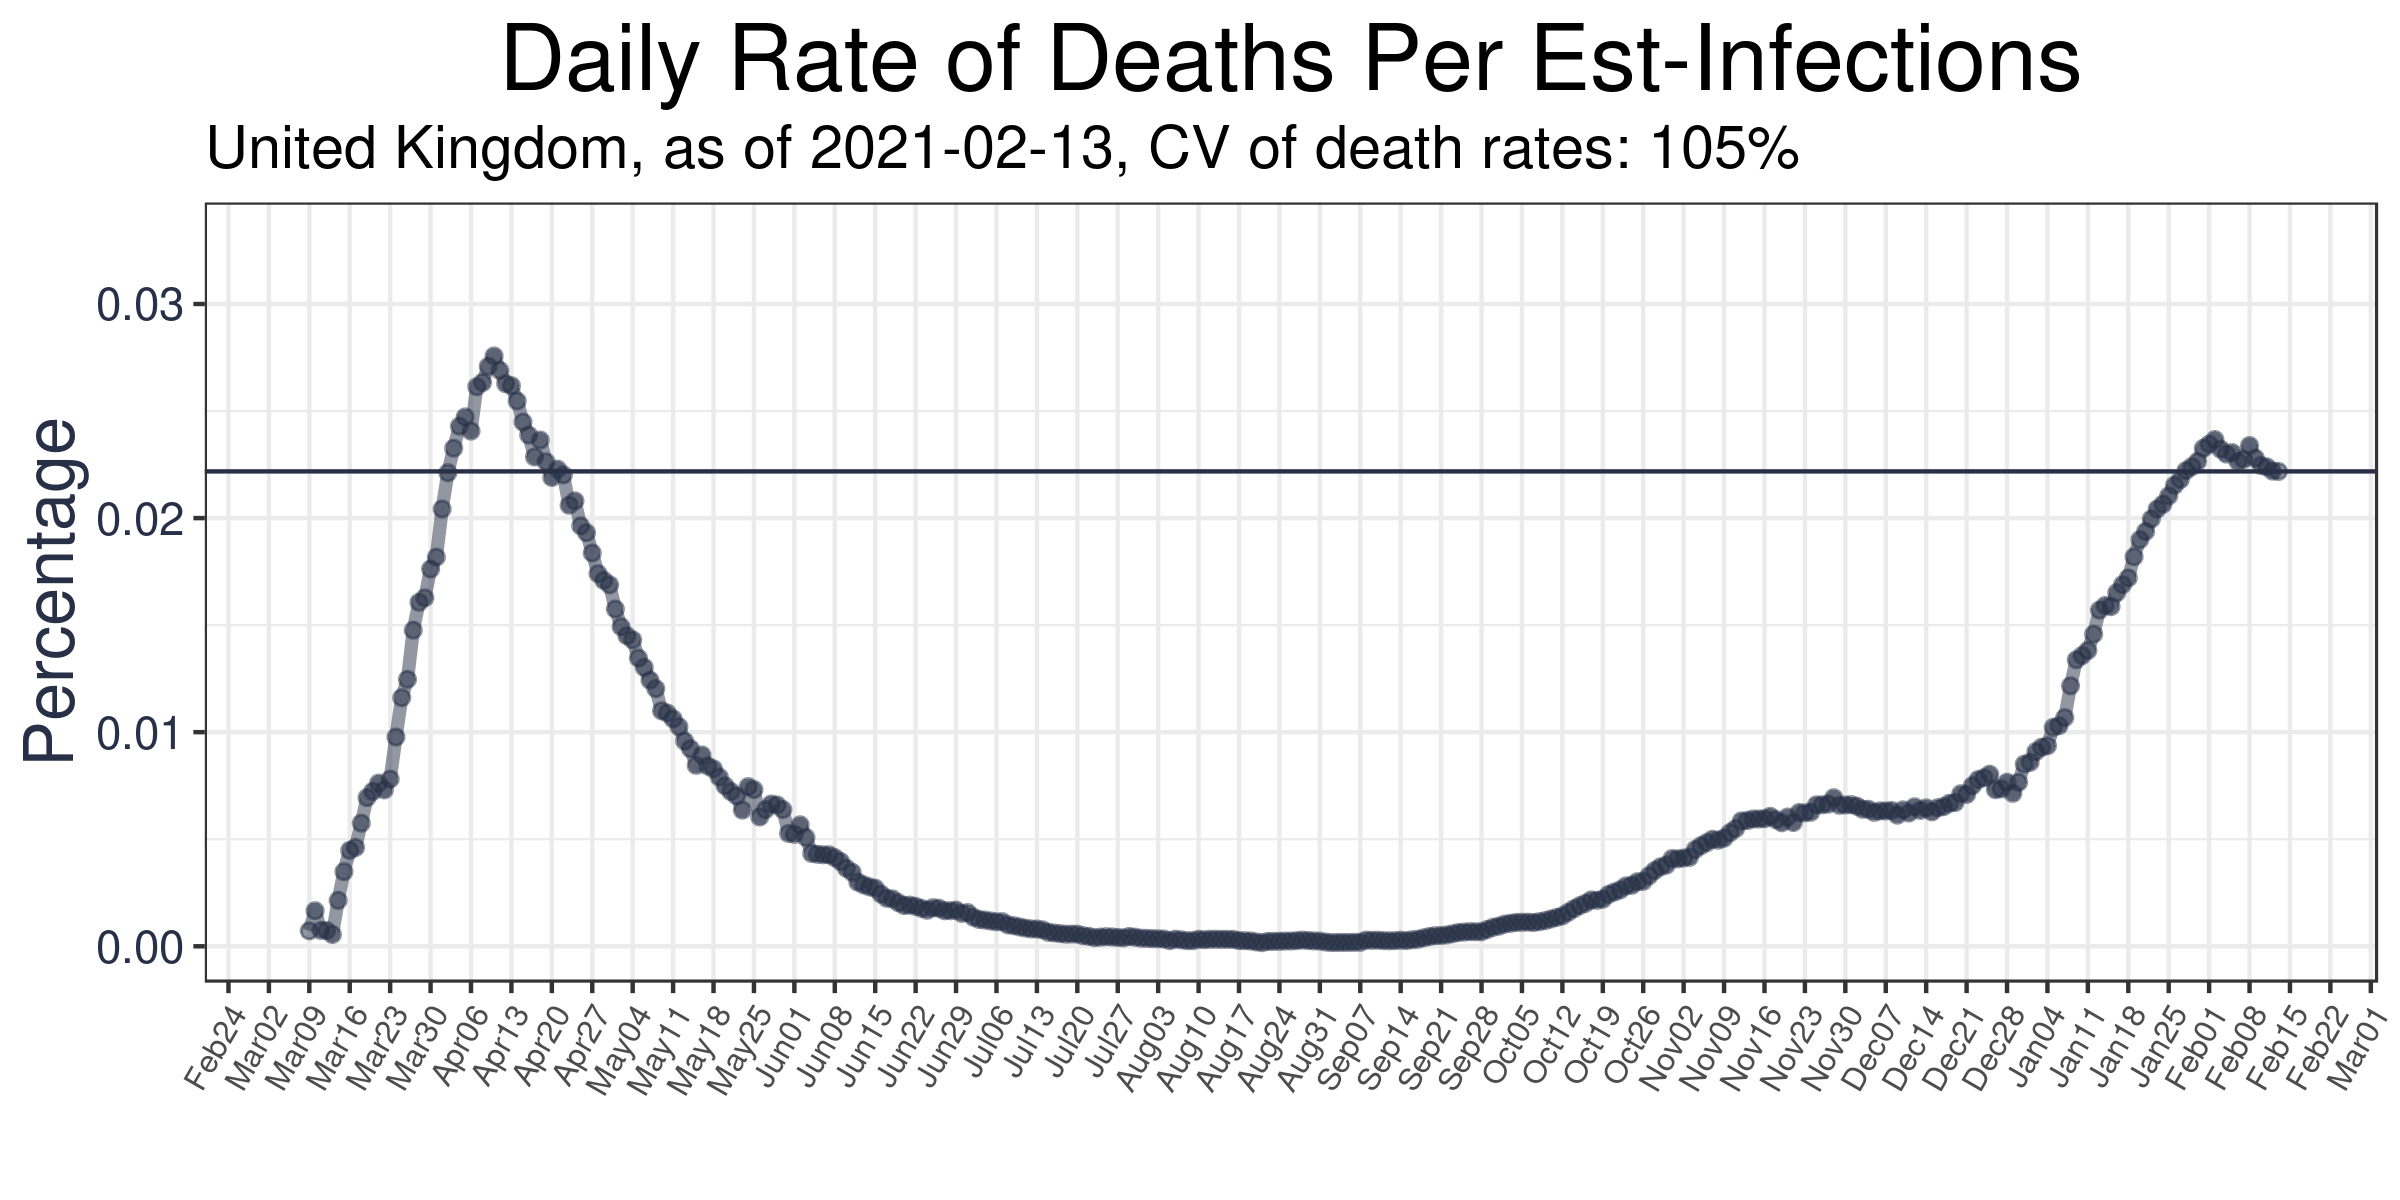 Daily Rate of Deaths Per Est-Infections
United Kingdom, as of 2021-02-13, CV of death rates: 105%
Percentage
0.03
0.02
0.01
0.00
Feb24
Mar02
Mar09
Mar16
Mar23
Mar30
Apr06
Apr13
Apr20
Apr27
May04
May11
May18
May25
Jun01
Jun08
Jun15
Jun22
Jun29
Jul06
Jul13
Jul20
Jul27
Aug03
Aug10
Aug17
Aug24
Aug31
Sep07
Sep14
Sep21
Sep28
Oct05
Oct12
Oct19
Oct26
Nov02
Nov09
Nov16
Nov23
Nov30
Dec07
Dec14
Dec21
Dec28
Jan04
Jan11
Jan18
Jan25
Feb01
Feb08
Feb15
Feb22
Mar01